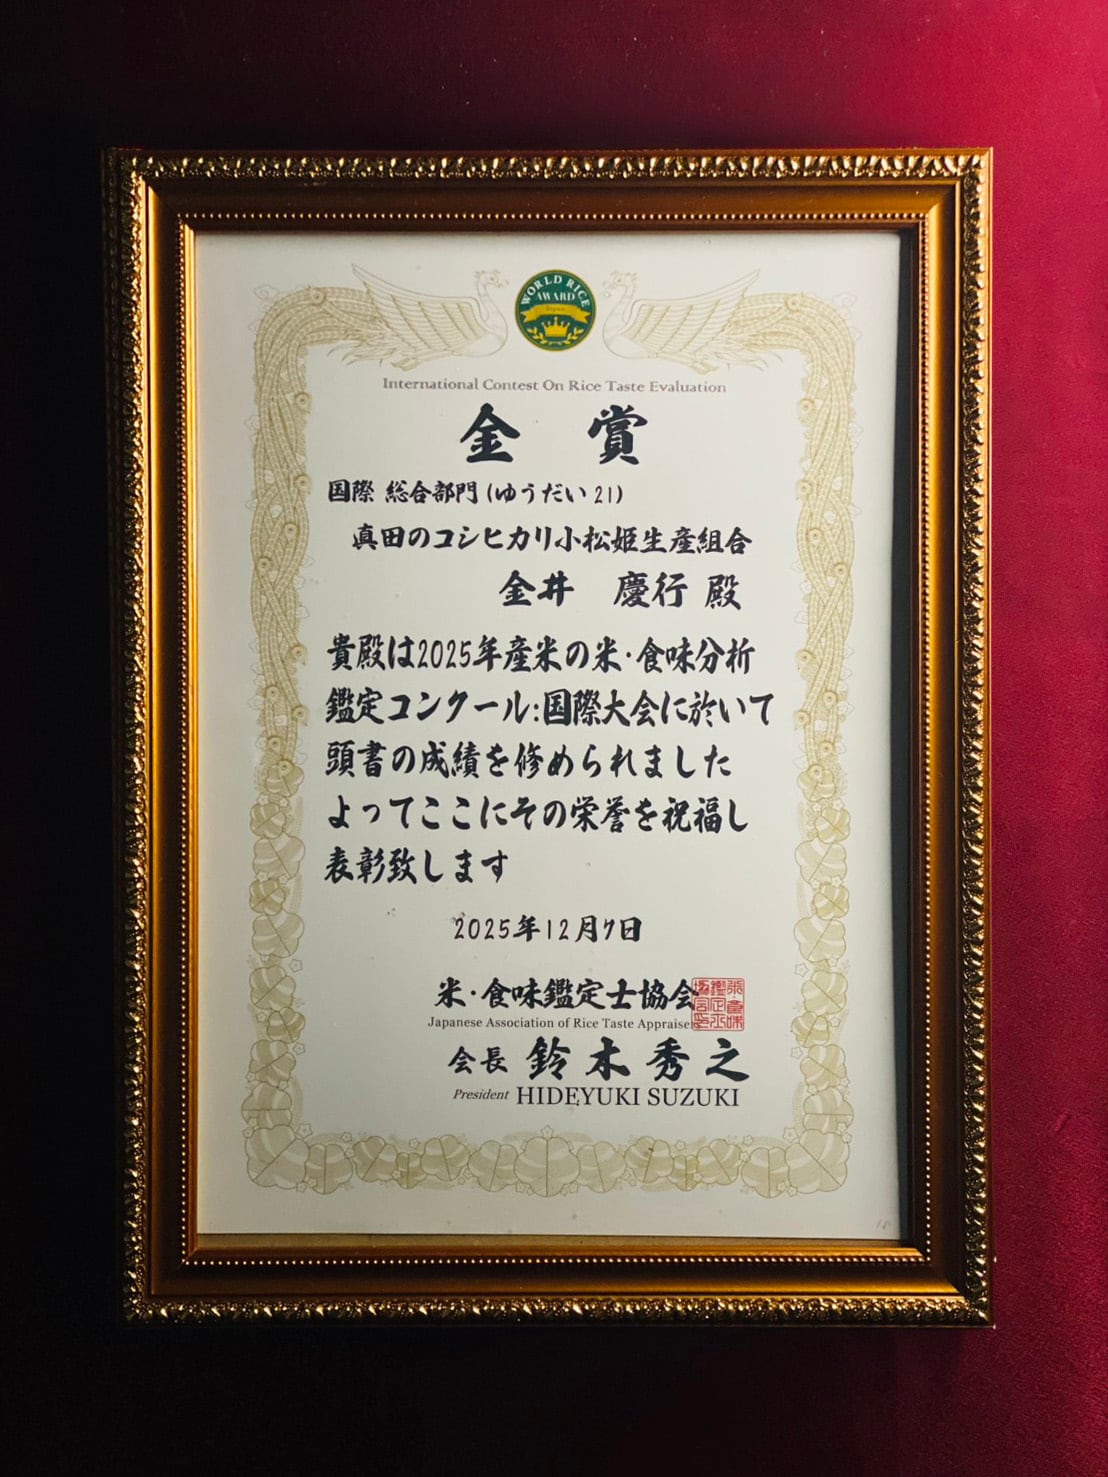 WORLD RICE
AWARD
International Contest On Rice Taste Evaluation
金 賞
国際 総合部門 (ゆうだい21)
真田のコシヒカリ小松姫生産組合
金井 慶行 殿
貴殿は2025年産米の米・食味分析
鑑定コンクール:国際大会に於いて
頭書の成績を修められました
よってここにその栄誉を祝福し
表彰致します
2025年12月7日
米・食味鑑定士協会
Japanese Association of Rice Taste Appraise
会長 鈴木秀之
President HIDEYUKI SUZUKI